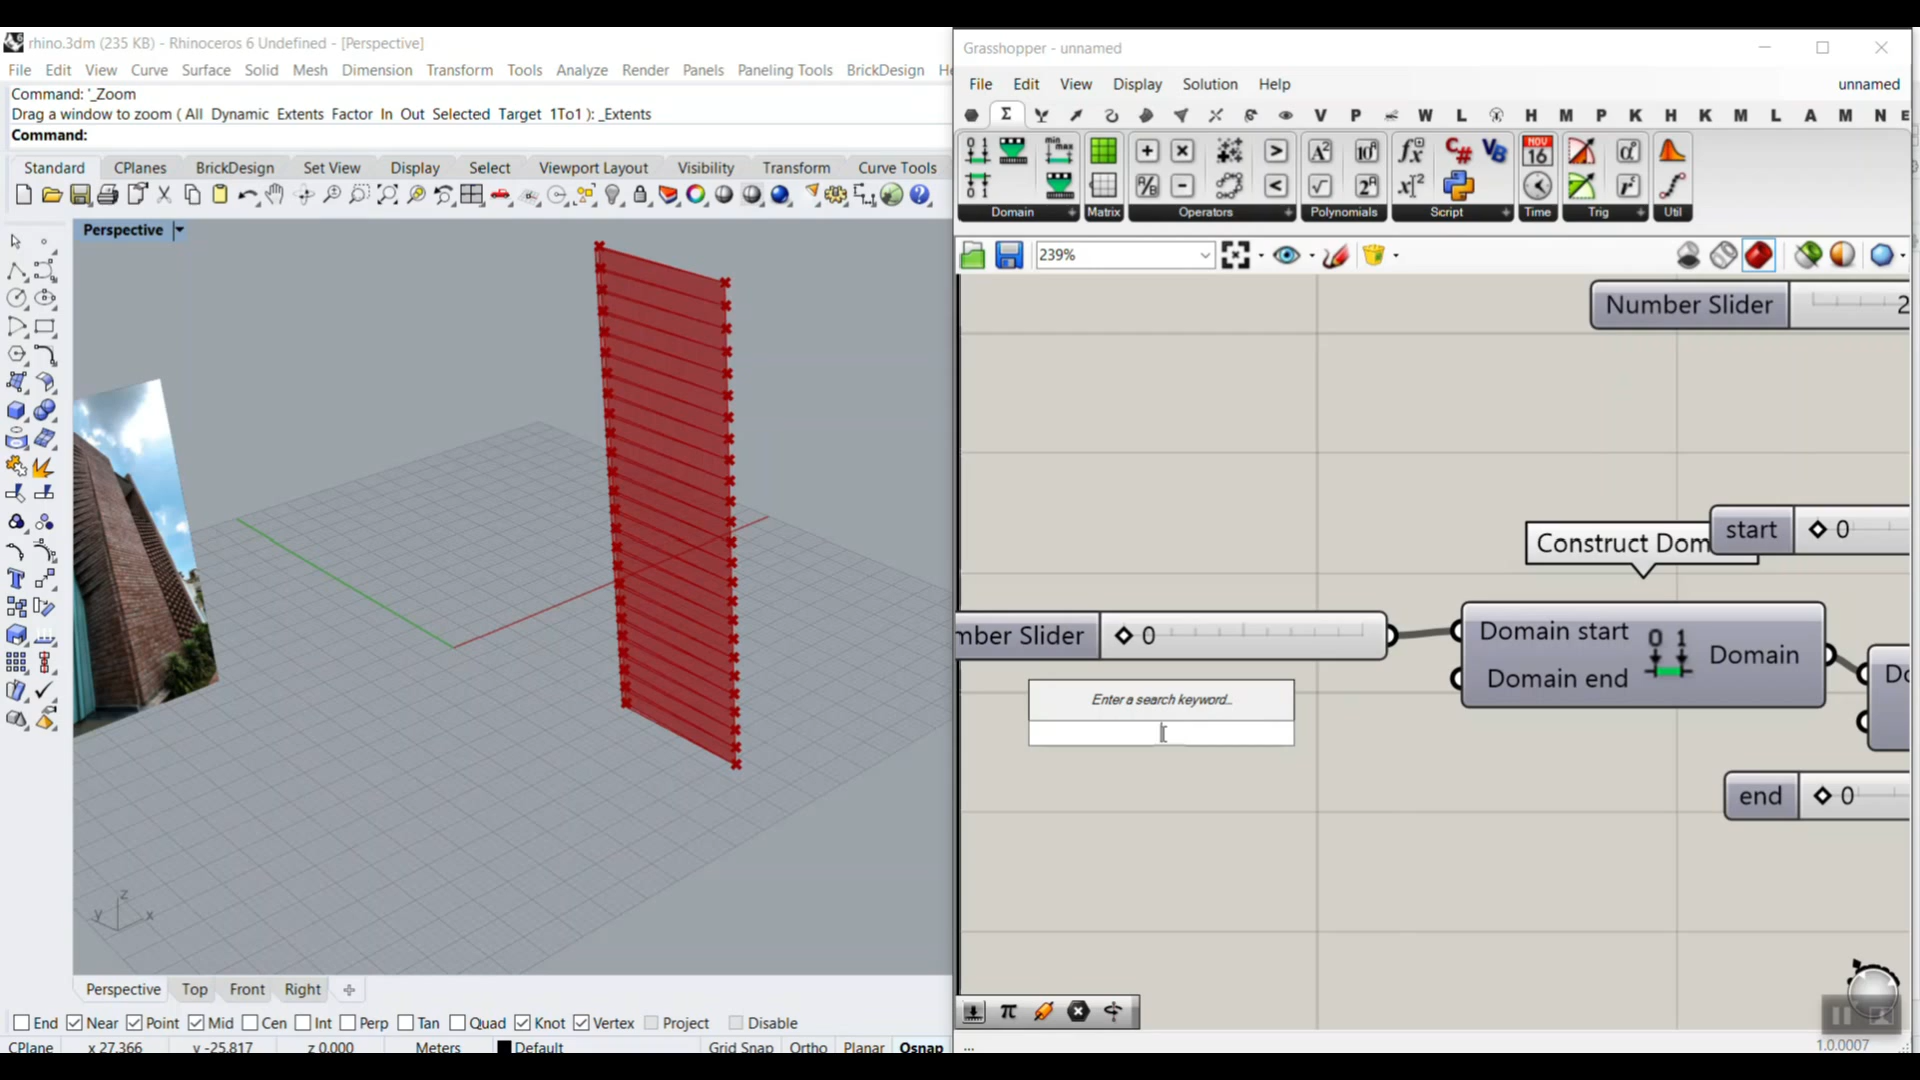 rhino.3dm (235 KB) - Rhinoceros 6 Undefined - [Perspective]
File Edit View Curve Surface Solid Mesh Dimension Transform Tools Analyze Render Panels Paneling Tools BrickDesign He
Command: '_Zoom
Drag a window to zoom ( All Dynamic Extents Factor In Out Selected Target 1To1 ): _Extents
Command:
Standard CPlanes BrickDesign Set View Display Select Viewport Layout Visibility Transform Curve Tools
Perspective
z
y x
Perspective Top Front Right
End Near Point Mid Cen Int Perp Tan Quad Knot Vertex Project Disable
CPlane x 27.366 y -25.817 z 0.000 Meters Default Grid Snap Ortho Planar Osnap
Grasshopper - unnamed
File Edit View Display Solution Help unnamed
Σ V P W L H M P K H K M L A M N E
Domain Matrix Operators Polynomials Script Time Trig Util
239%
Number Slider 2
Construct Dom
start 0
mber Slider 0
Domain start
Domain end
0 1
Domain
Do
Enter a search keyword...
end 0
...
1.0.0007